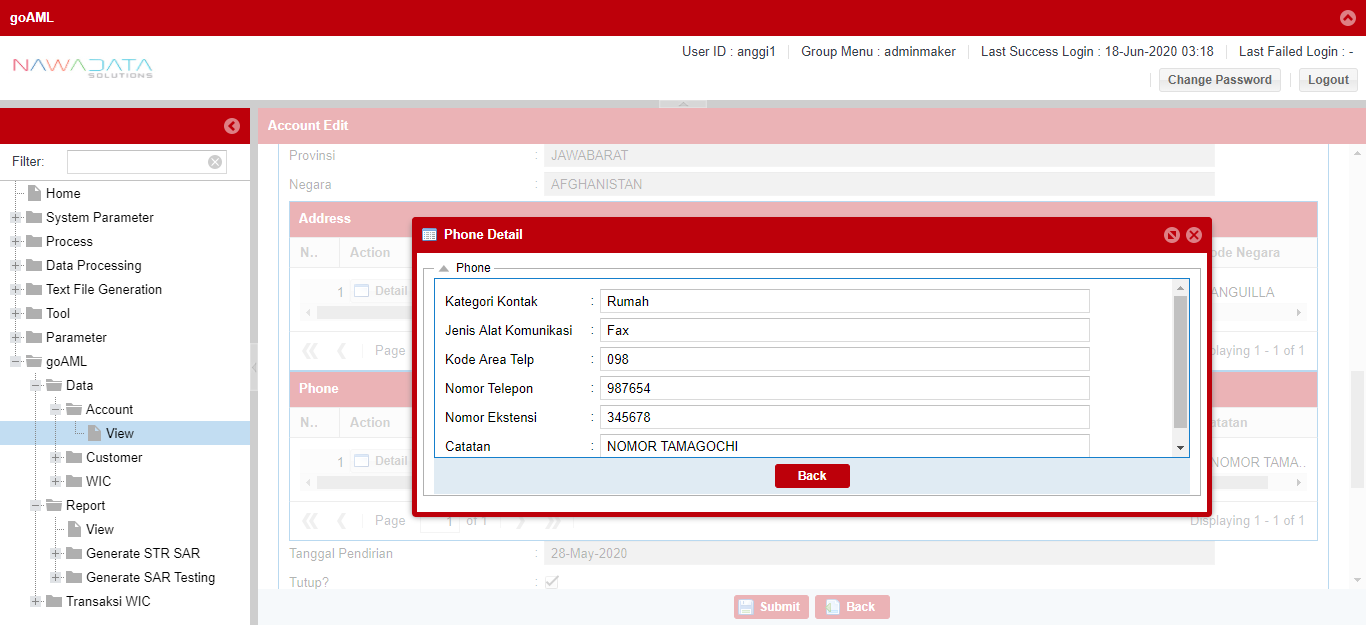 goAML
NAWADATA
SOLUTIONS
User ID : anggi1 Group Menu : adminmaker Last Success Login : 18-Jun-2020 03:18 Last Failed Login : -
Change Password Logout
Filter:
Home
System Parameter
Process
Data Processing
Text File Generation
Tool
Parameter
goAML
Data
Account
View
Customer
WIC
Report
View
Generate STR SAR
Generate SAR Testing
Transaksi WIC
Account Edit
Provinsi : JAWABARAT
Negara : AFGHANISTAN
Address
N.. Action ode Negara
1 Detail ANGUILLA
Page playing 1 - 1 of 1
Phone
N.. Action atatan
1 Detail NOMOR TAMA..
Page 1 of 1 Displaying 1 - 1 of 1
Tanggal Pendirian : 28-May-2020
Tutup? :
Submit Back
Phone Detail
Phone
Kategori Kontak : Rumah
Jenis Alat Komunikasi : Fax
Kode Area Telp : 098
Nomor Telepon : 987654
Nomor Ekstensi : 345678
Catatan : NOMOR TAMAGOCHI
Back